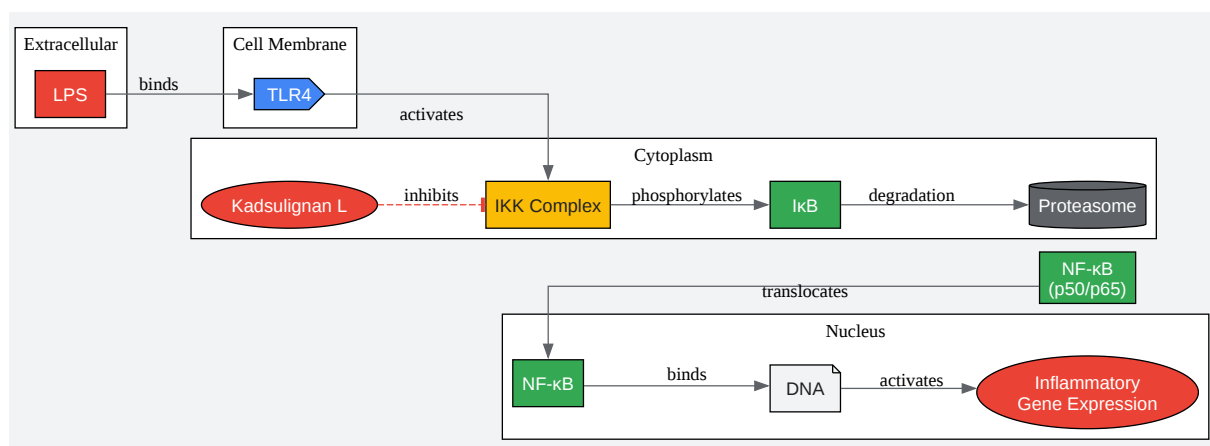 Extracellular
Cell Membrane
LPS
binds
TLR4
activates
Cytoplasm
Kadsulignan L
inhibits
IKK Complex
phosphorylates
IκB
degradation
Proteasome
NF-κB
(p50/p65)
translocates
Nucleus
NF-κB
binds
DNA
activates
Inflammatory
Gene Expression